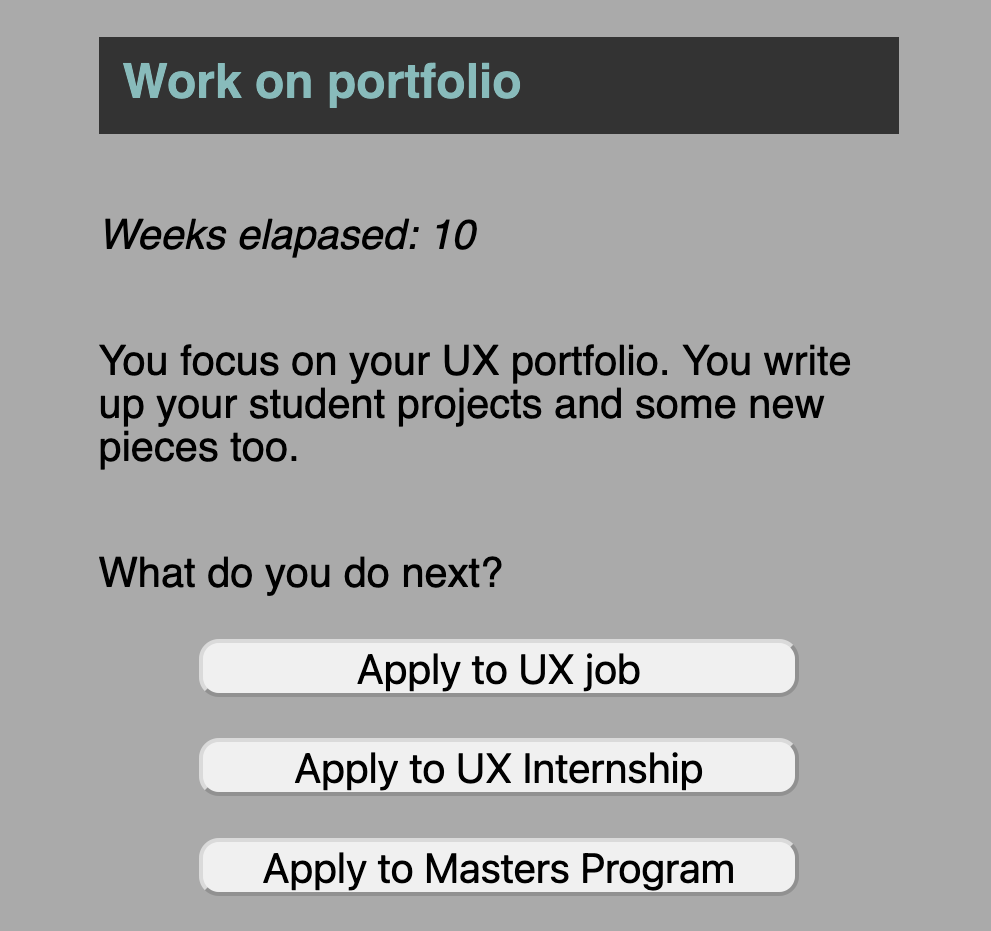 Work on portfolio
Weeks elapased: 10
You focus on your UX portfolio. You write
up your student projects and some new
pieces too.
What do you do next?
Apply to UX job
Apply to UX Internship
Apply to Masters Program